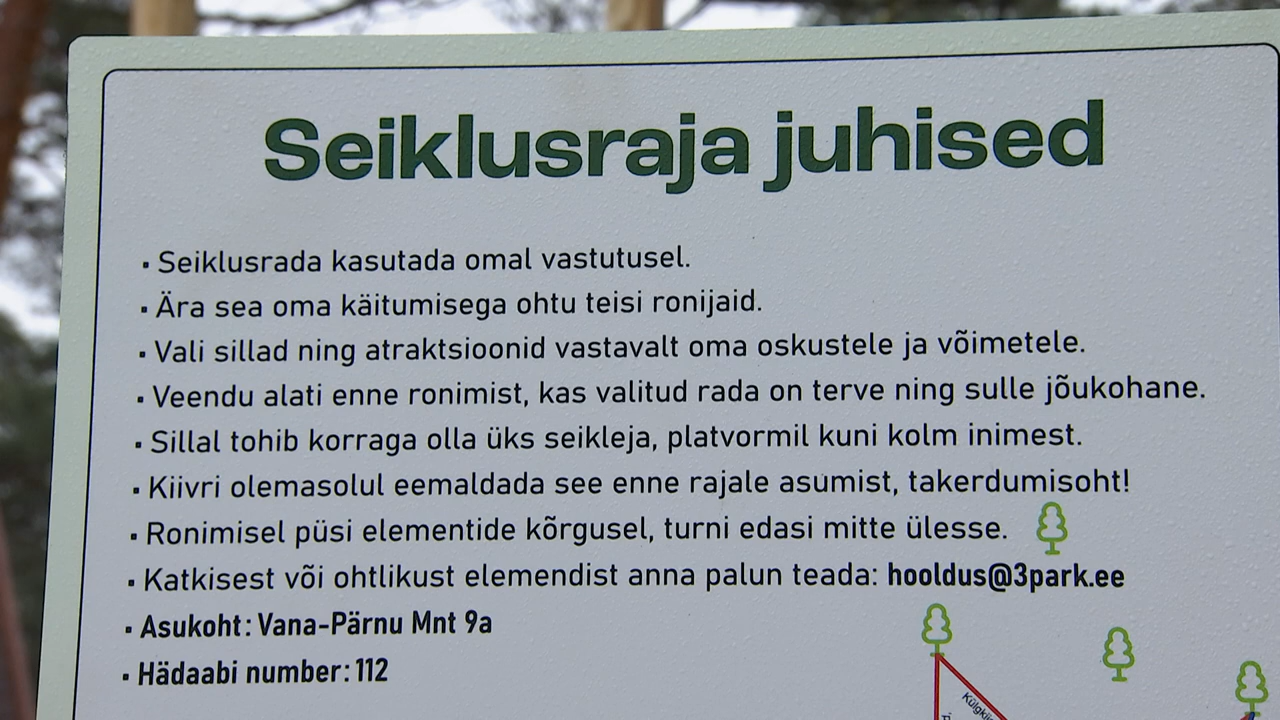 Seiklusraja juhised
▪ Seiklusrada kasutada omal vastutusel.
▪ Ära sea oma käitumisega ohtu teisi ronijaid.
▪ Vali sillad ning atraktsioonid vastavalt oma oskustele ja võimetele.
▪ Veendu alati enne ronimist, kas valitud rada on terve ning sulle jõukohane.
▪ Sillal tohib korraga olla üks seikleja, platvormil kuni kolm inimest.
▪ Kiivri olemasolul eemaldada see enne rajale asumist, takerdumisoht!
▪ Ronimisel püsi elementide kõrgusel, turni edasi mitte ülesse.
▪ Katkisest või ohtlikust elemendist anna palun teada: hooldus@3park.ee
▪ Asukoht: Vana-Pärnu Mnt 9a
▪ Hädaabi number: 112